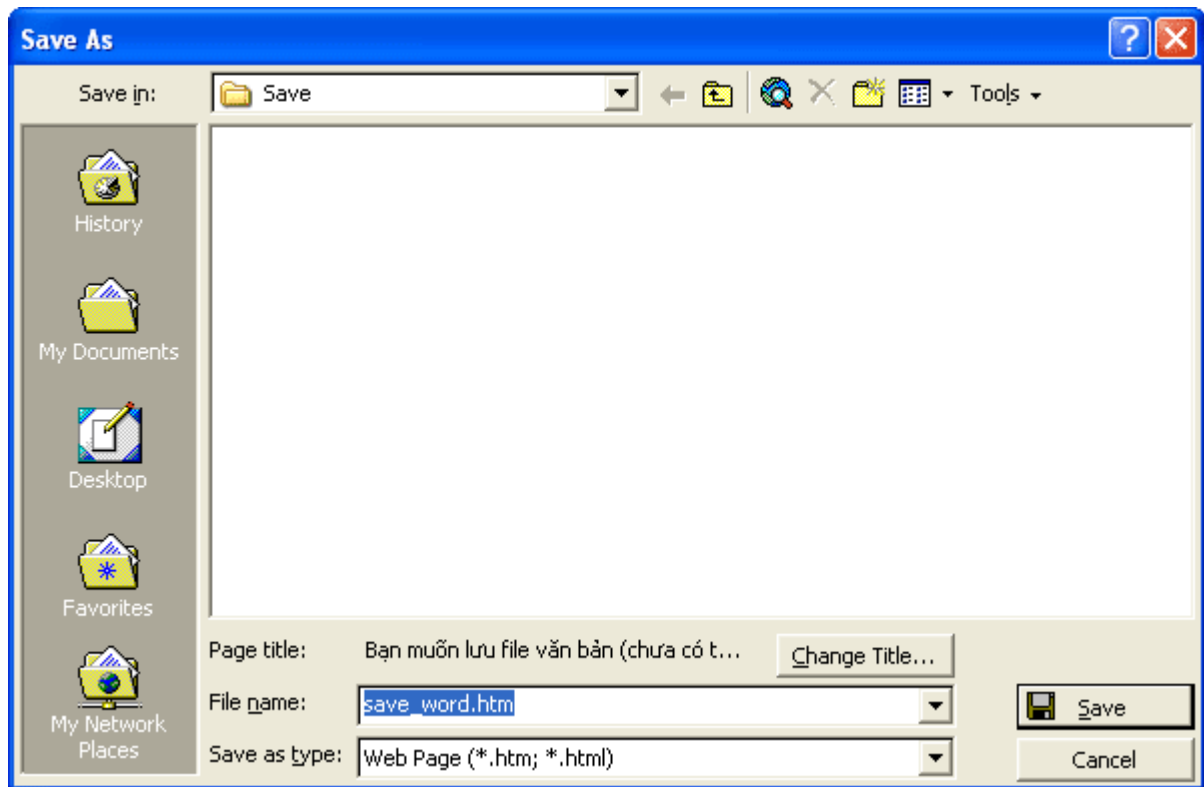 Save As
Save in:
Save
Tools
History
My Documents
Desktop
Favorites
My Network
Places
Page title:
Bạn muốn lưu file văn bản (chưa có t...
Change Title...
File name:
save_word.htm
Save
Save as type:
Web Page (*.htm; *.html)
Cancel